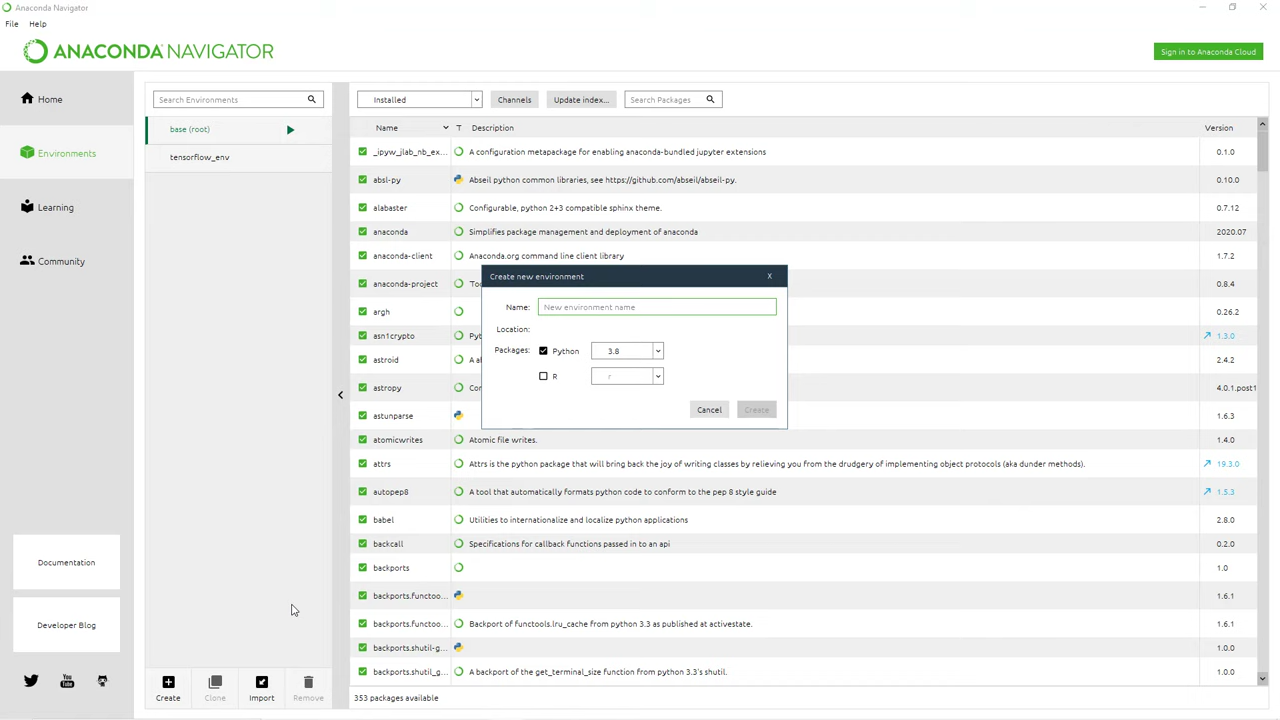 Anaconda Navigator
File Help
ANACONDA NAVIGATOR
Sign in to Anaconda Cloud
Home
Environments
Learning
Community
Documentation
Developer Blog
Search Environments
base (root)
tensorflow_env
Create
Clone
Import
Remove
Installed
Channels
Update index...
Search Packages
Name T Description Version
_ipyw_jlab_nb_ex... A configuration metapackage for enabling anaconda-bundled jupyter extensions 0.1.0
absl-py Abseil python common libraries, see https://github.com/abseil/abseil-py. 0.10.0
alabaster Configurable, python 2+3 compatible sphinx theme. 0.7.12
anaconda Simplifies package management and deployment of anaconda 2020.07
anaconda-client Anaconda.org command line client library 1.7.2
anaconda-project Too 0.8.4
argh 0.26.2
asn1crypto Pyt 1.3.0
astroid A al 2.4.2
astropy Cor 4.0.1.post1
astunparse 1.6.3
atomicwrites Atomic file writes. 1.4.0
attrs Attrs is the python package that will bring back the joy of writing classes by relieving you from the drudgery of implementing object protocols (aka dunder methods). 19.3.0
autopep8 A tool that automatically formats python code to conform to the pep 8 style guide 1.5.3
babel Utilities to internationalize and localize python applications 2.8.0
backcall Specifications for callback functions passed in to an api 0.2.0
backports 1.0
backports.functoo... 1.6.1
backports.functoo... Backport of functools.lru_cache from python 3.3 as published at activestate. 1.6.1
backports.shutil-g... 1.0.0
backports.shutil_g... A backport of the get_terminal_size function from python 3.3's shutil. 1.0.0
353 packages available
Create new environment X
Name: New environment name
Location:
Packages: Python 3.8
R r
Cancel Create